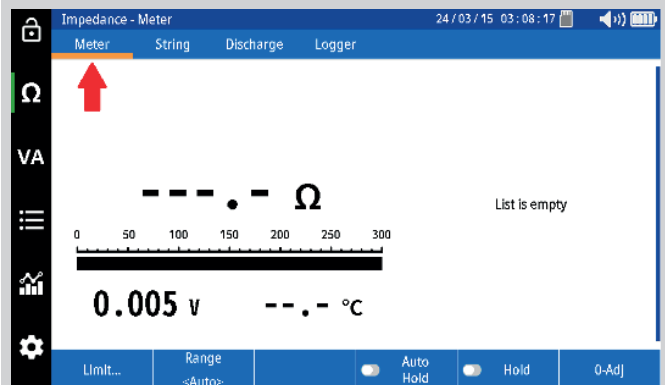 Impedance - Meter 24/03/15 03:08:17
Meter String Discharge Logger
Ω
VA
---.- Ω
List is empty
0 50 100 150 200 250 300
0.005 V --.- °C
Limit... Range <Auto> Auto Hold Hold 0-Adj